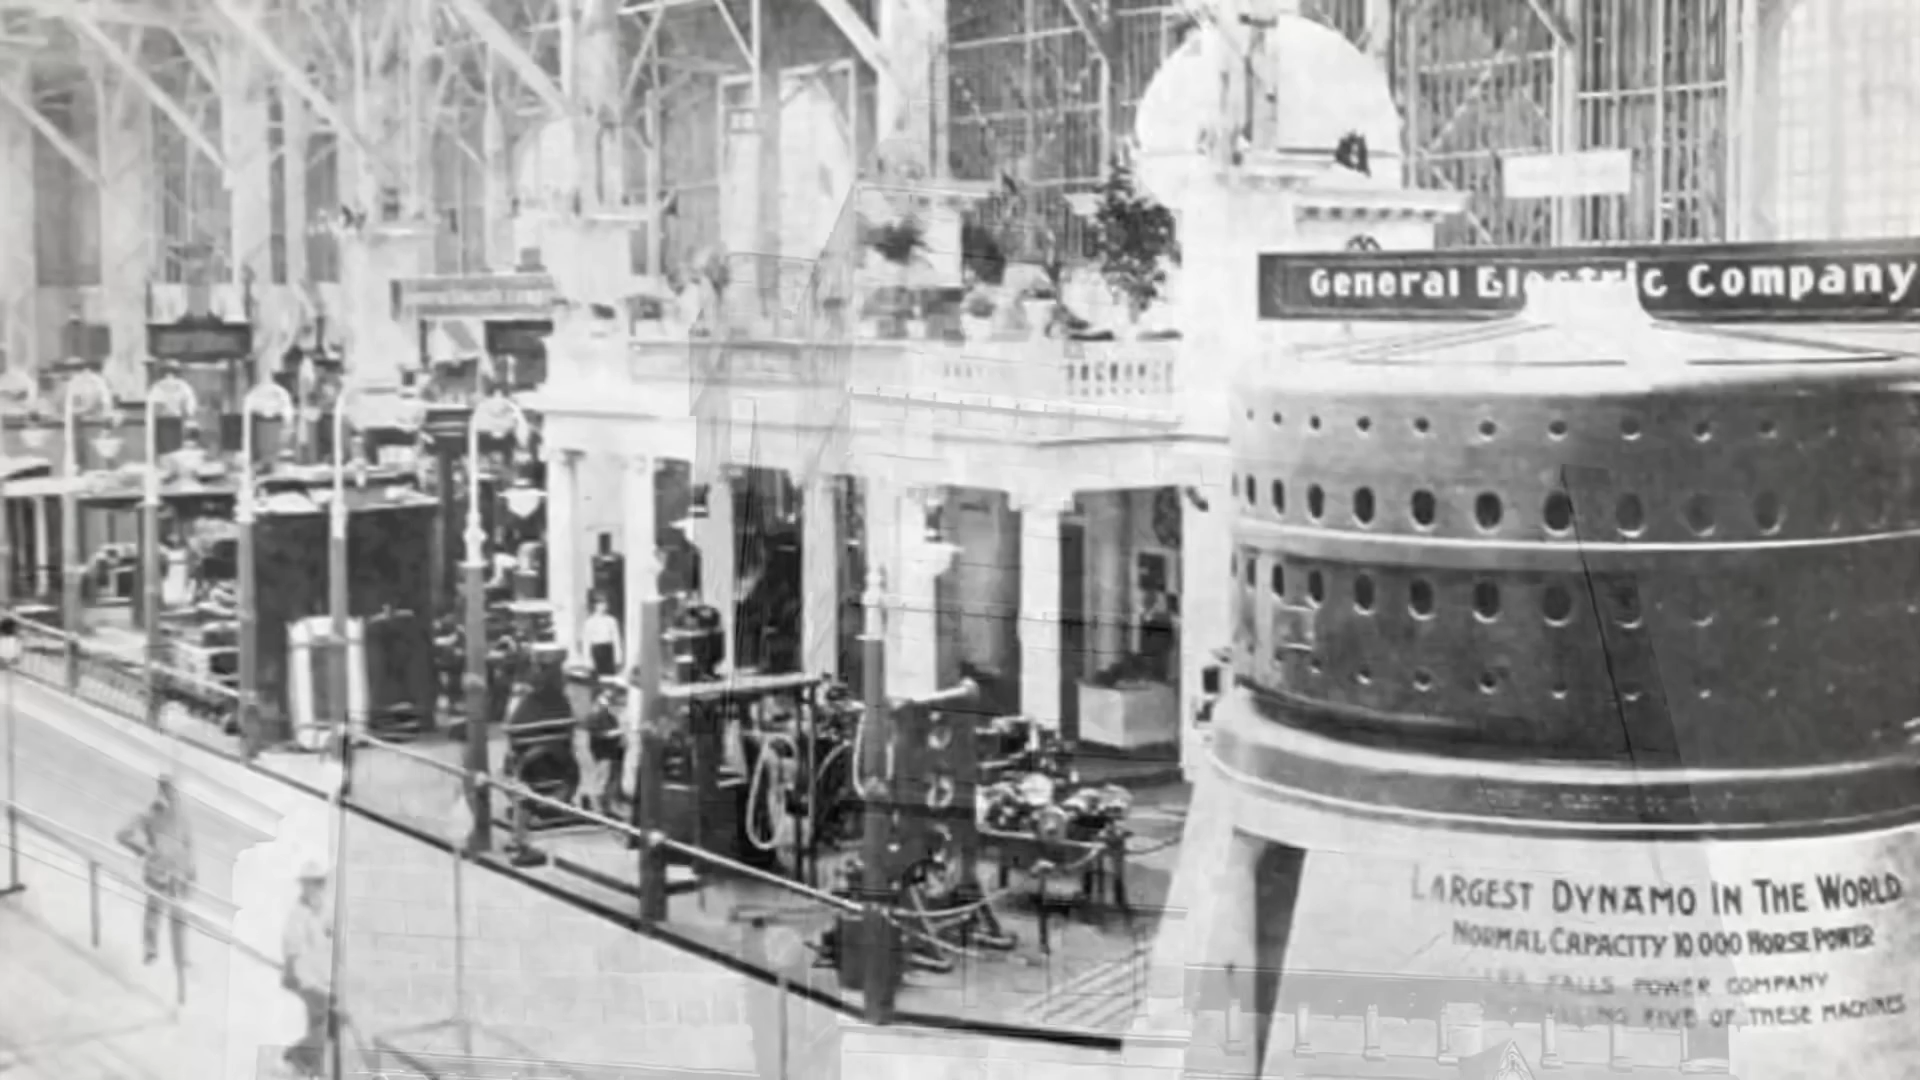 General Electric Company
LARGEST DYNAMO IN THE WORLD
NORMAL CAPACITY 10 000 HORSE POWER
FALLS POWER COMPANY
FIVE OF THESE MACHINES